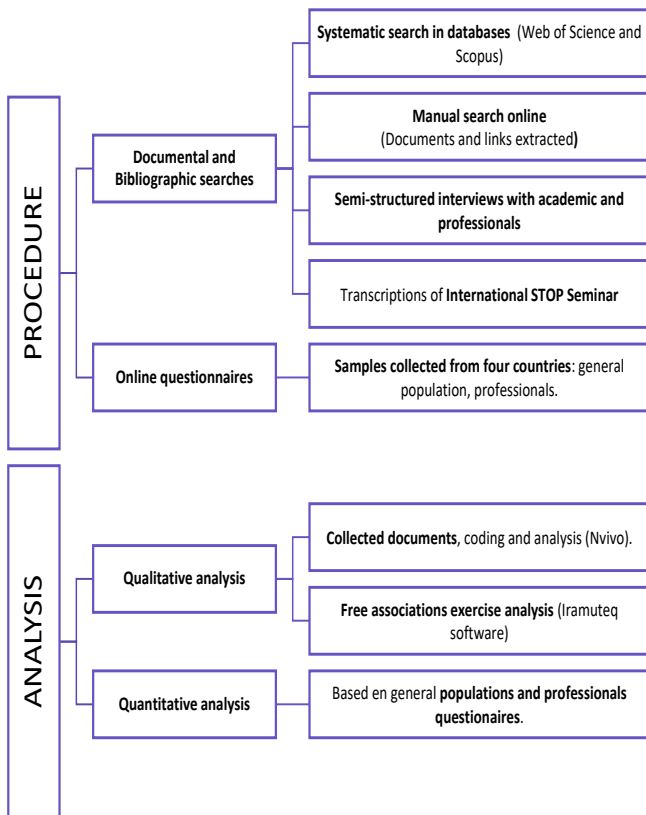 PROCEDURE
Documental and
Bibliographic searches
Systematic search in databases (Web of Science and
Scopus)
Manual search online
(Documents and links extracted)
Semi-structured interviews with academic and
professionals
Transcriptions of International STOP Seminar
Online questionnaires
Samples collected from four countries: general
population, professionals.
ANALYSIS
Qualitative analysis
Collected documents, coding and analysis (Nvivo).
Free associations exercise analysis (Iramuteq
software)
Quantitative analysis
Based en general populations and professionals
questionaires.